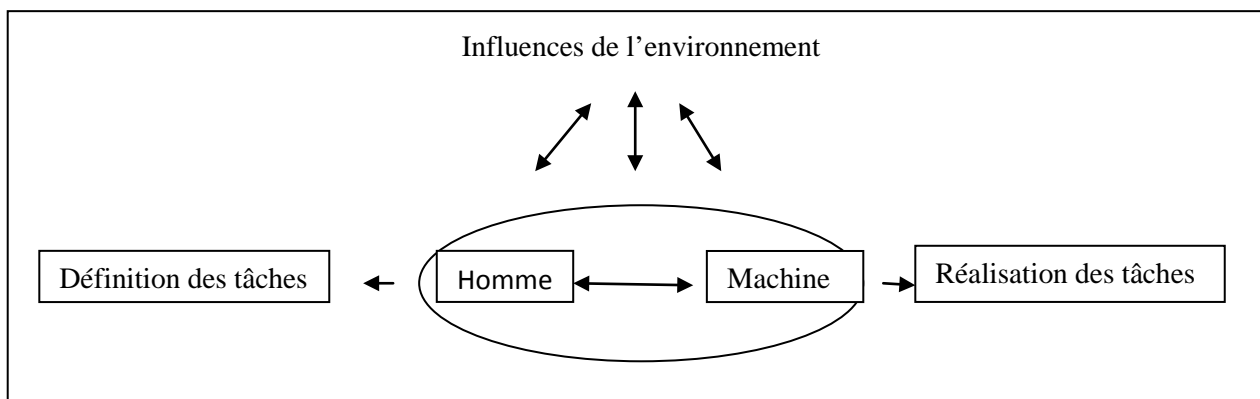 Influences de l’environnement
Définition des tâches
Homme
Machine
Réalisation des tâches